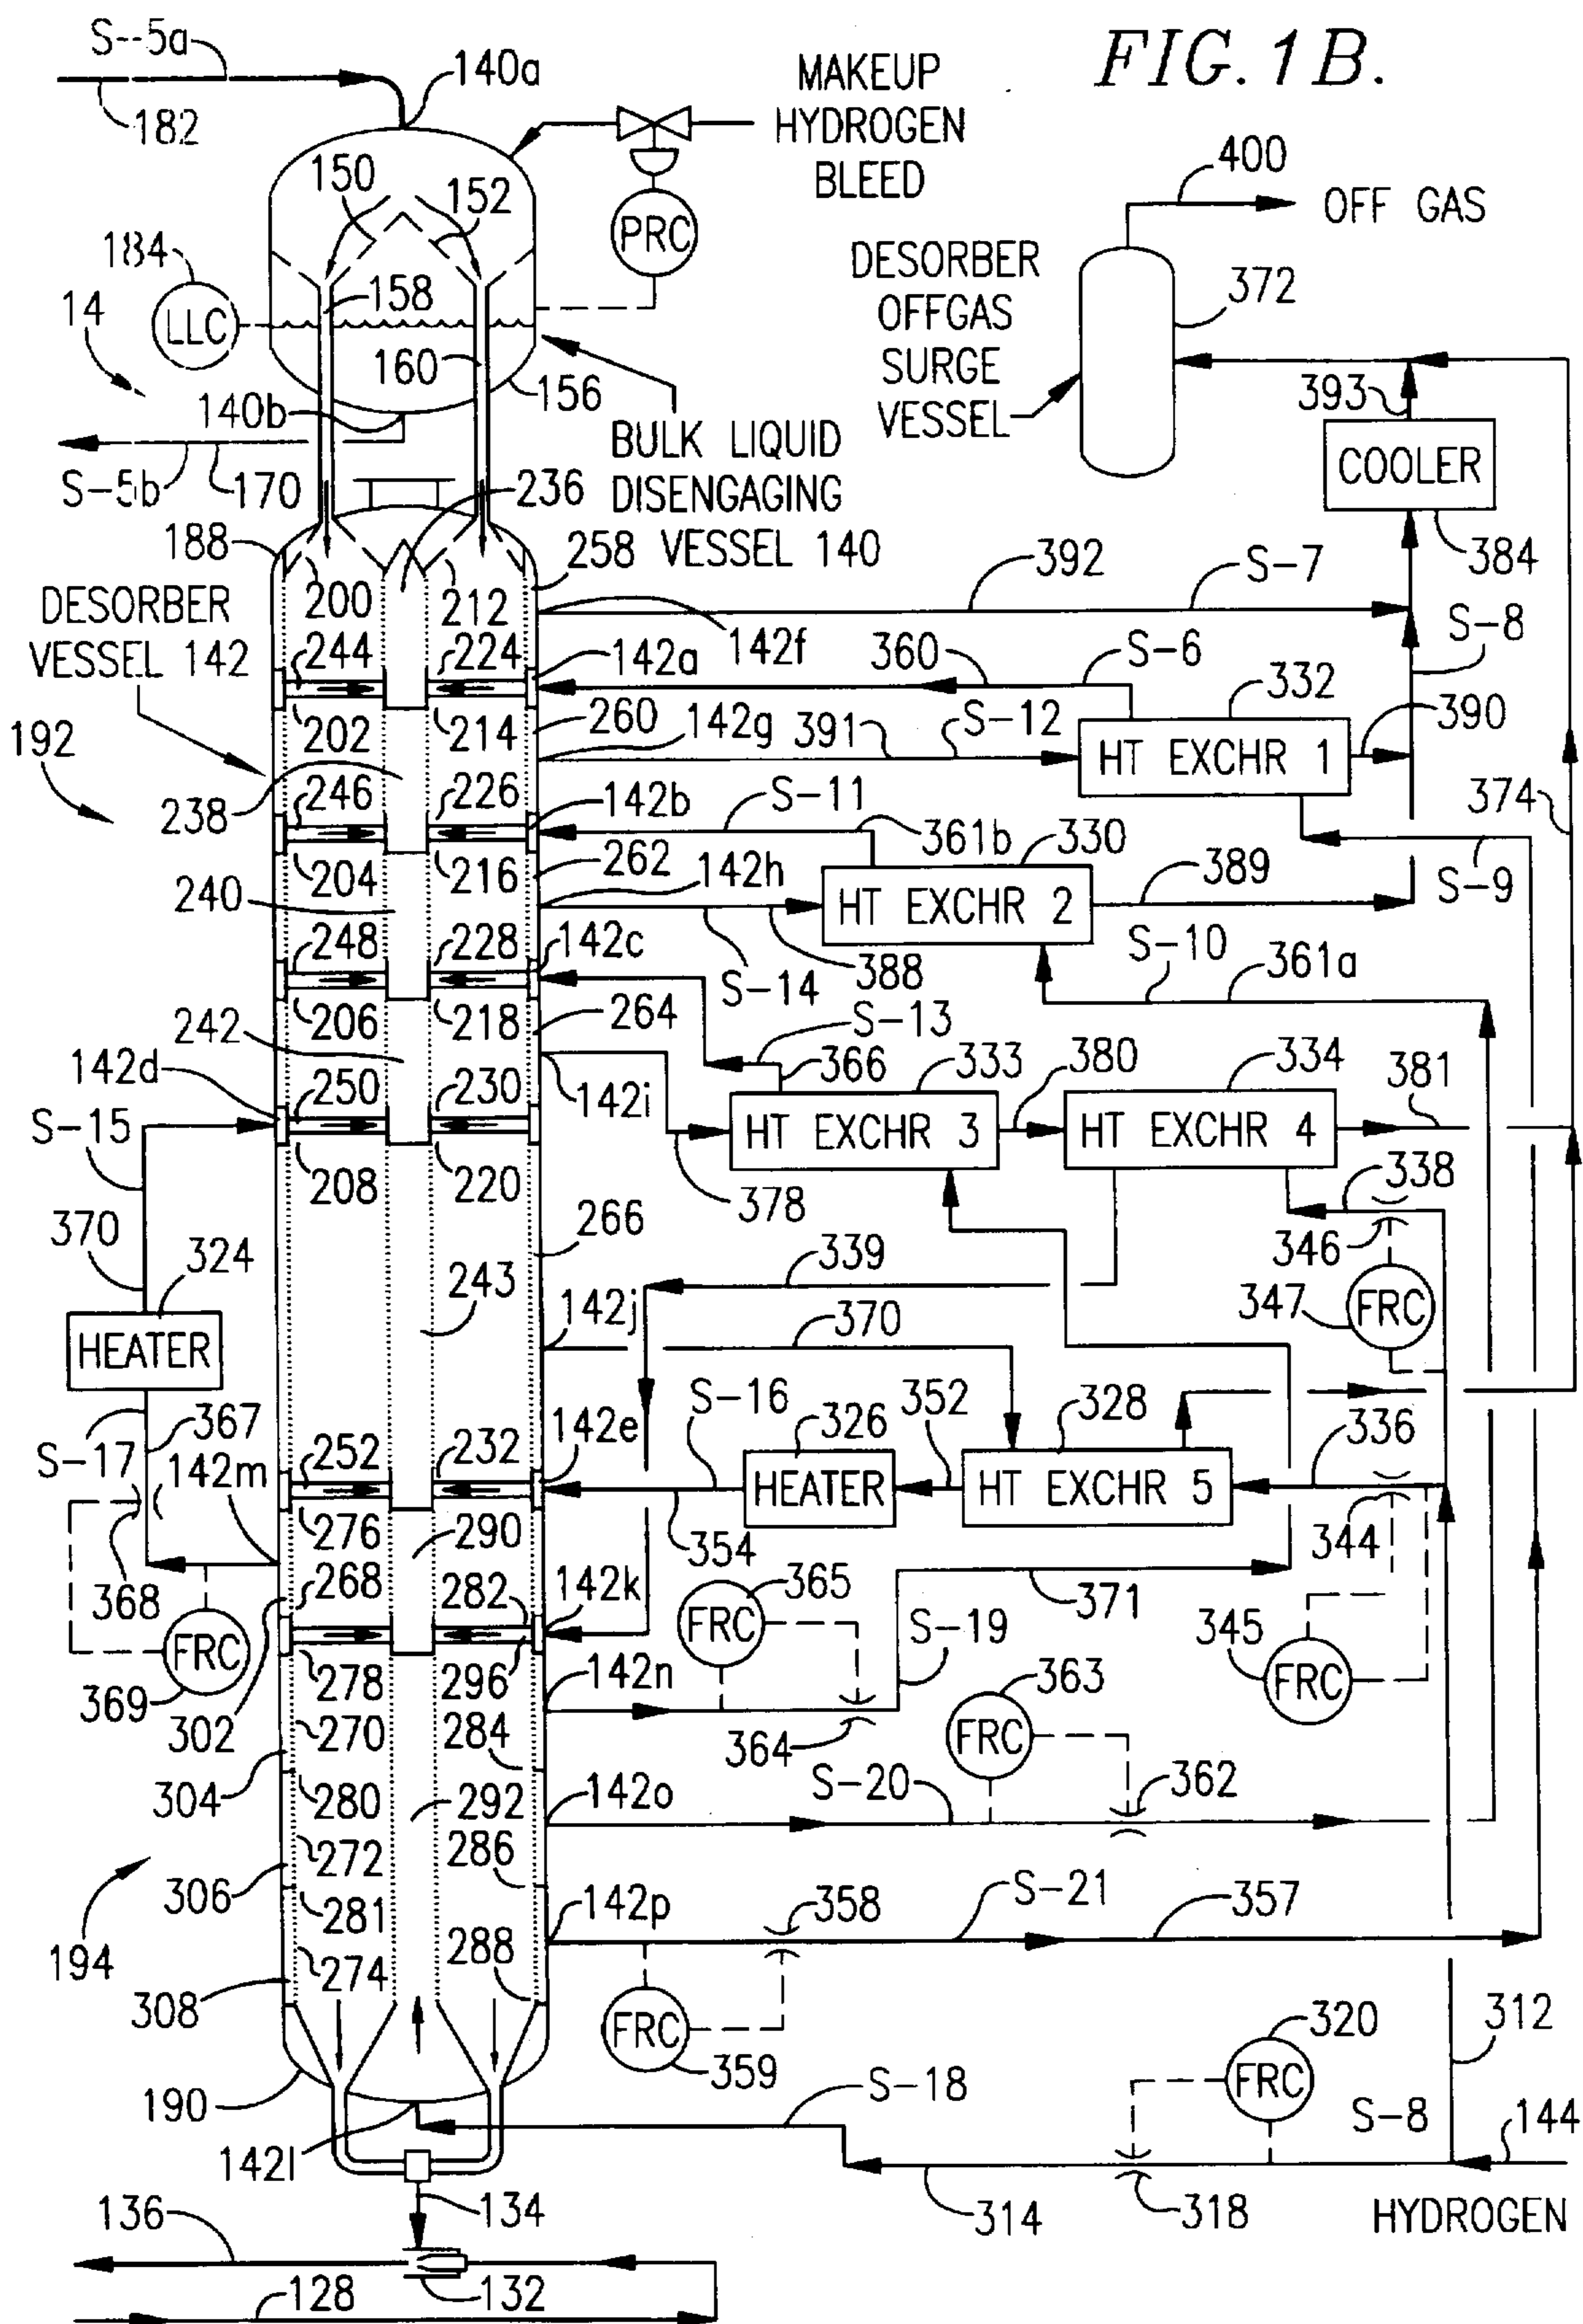 FIG. 1B.
S-5a
140a
182
MAKEUP
HYDROGEN
BLEED
150
152
PRC
400
OFF GAS
184
LLC
158
DESORBER
OFFGAS
SURGE
VESSEL
372
14
160
156
140b
393
COOLER
BULK LIQUID
DISENGAGING
VESSEL 140
S-5b
170
236
188
258
384
DESORBER
VESSEL 142
200
212
392
S-7
142f
S-8
244
224
142a
360
S-6
332
192
202
214
260
142g
391
S-12
HT EXCHR 1
390
238
246
226
142b
S-11
361b
330
374
204
216
262
142h
HT EXCHR 2
389
S-9
240
248
228
142c
S-14
388
S-10
361a
206
218
264
S-13
242
366
333
380
334
381
142d
250
230
142i
HT EXCHR 3
HT EXCHR 4
S-15
208
220
378
338
370
266
346
324
243
339
347
FRC
HEATER
142j
370
S-16
326
352
328
336
S-17
367
142m
252
232
142e
HEATER
HT EXCHR 5
276
290
354
344
368
268
282
142k
365
FRC
371
S-19
345
FRC
369
FRC
278
296
142n
363
302
270
284
364
FRC
304
280
292
142o
S-20
362
272
286
306
281
142p
358
S-21
357
194
274
288
308
FRC
359
320
FRC
312
190
S-18
S-8
144
142l
314
318
HYDROGEN
136
134
132
128